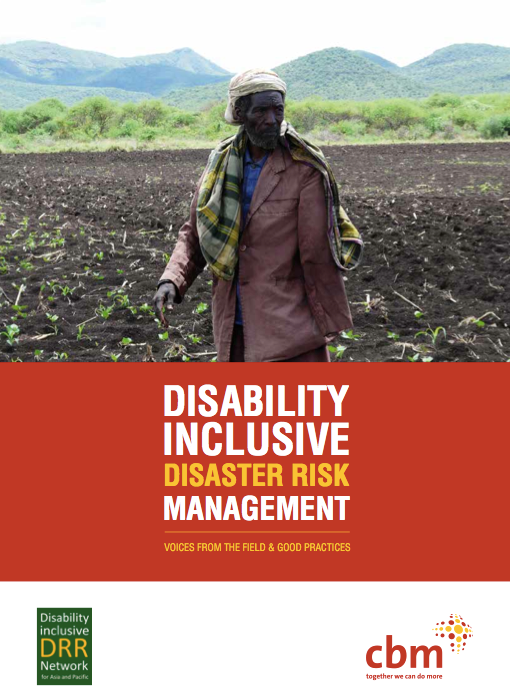 DISABILITY
INCLUSIVE
DISASTER RISK
MANAGEMENT
VOICES FROM THE FIELD & GOOD PRACTICES
Disability
inclusive
DRR
Network
for Asia and Pacific
cbm
together we can do more